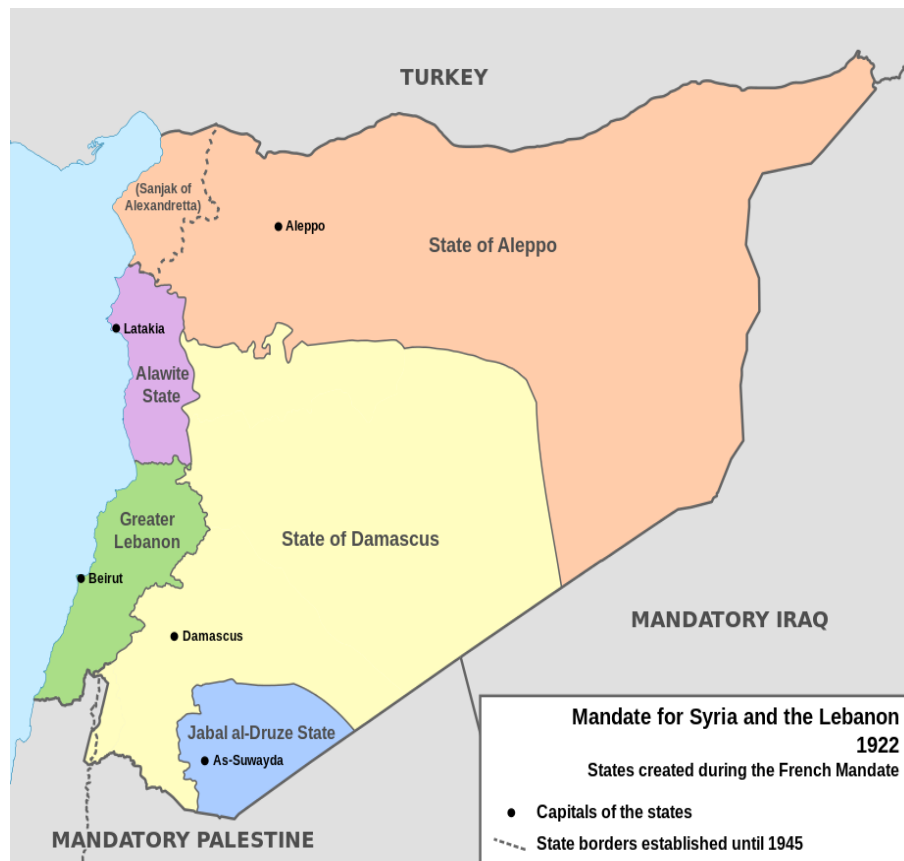 TURKEY
(Sanjak of
Alexandretta)
Aleppo
State of Aleppo
Latakia
Alawite
State
Greater
Lebanon
State of Damascus
Beirut
MANDATORY IRAQ
Damascus
Jabal al-Druze State
As-Suwayda
MANDATORY PALESTINE
Mandate for Syria and the Lebanon
1922
States created during the French Mandate
Capitals of the states
State borders established until 1945